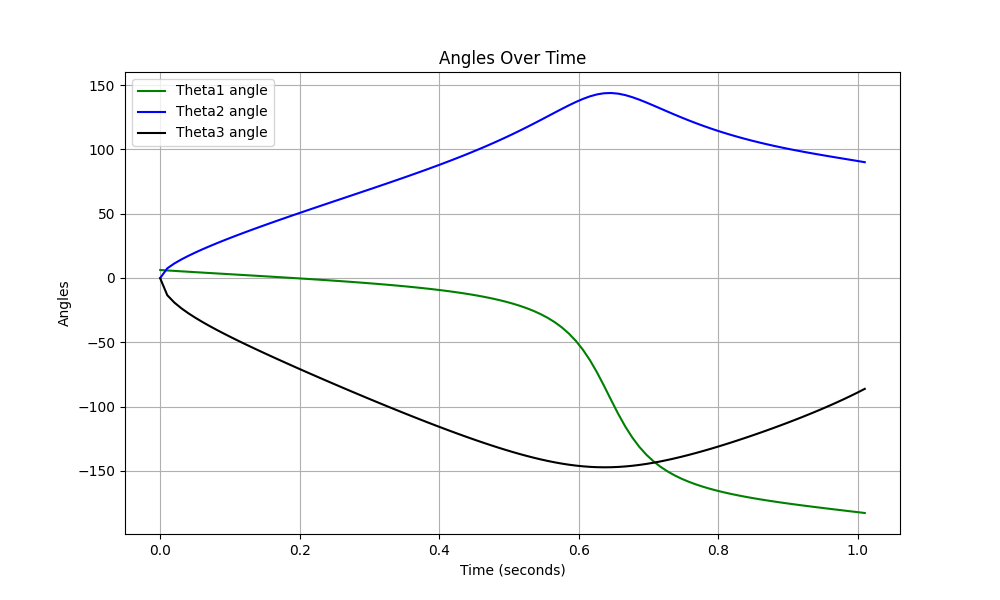 Angles Over Time
Theta1 angle
Theta2 angle
Theta3 angle
Angles
150
100
50
0
−50
−100
−150
0.0 0.2 0.4 0.6 0.8 1.0
Time (seconds)